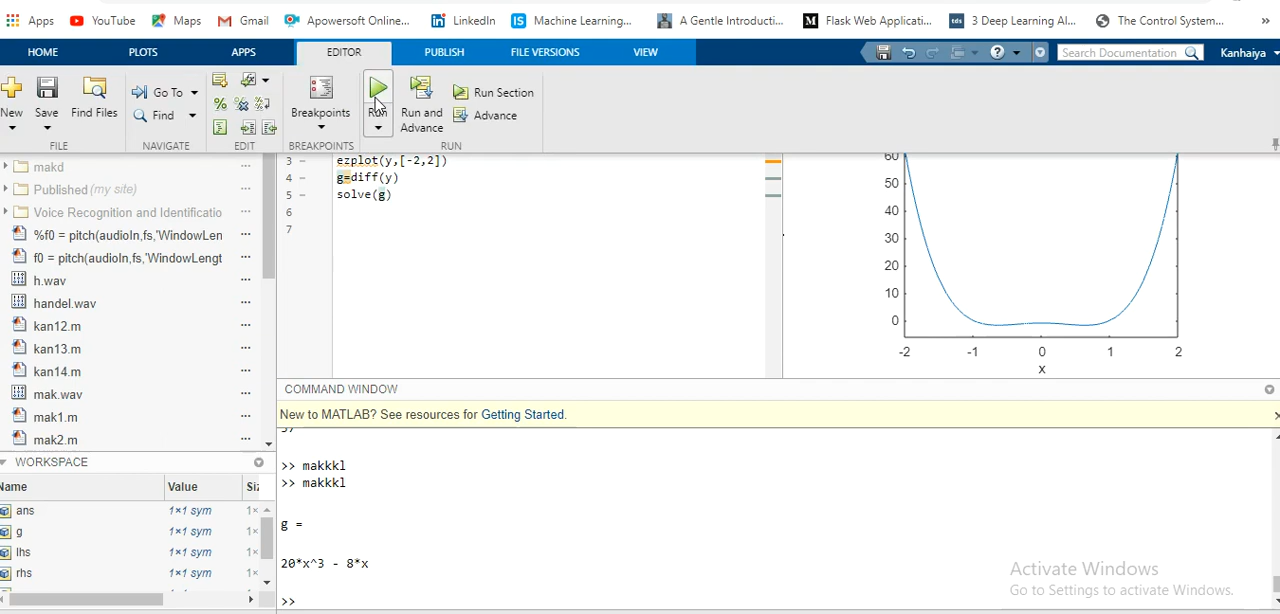 Apps YouTube Maps Gmail Apowersoft Online... LinkedIn Machine Learning... A Gestle Introducti... Flask Web Applicati... 3 Deep Learning Al... The Control System... »
HOME PLOTS APPS EDITOR PUBLISH FILE VERSIONS VIEW Search Documentation Kanhaiya
New Save Find Files Go To Find Breakpoints Run Run and Advance Run Section Advance
FILE NAVIGATE EDIT BREAKPOINTS RUN
makd
Published (my site)
Voice Recognition and Identificatio
%f0 = pitch(audioIn,fs,'WindowLen
f0 = pitch(audioIn,fs,'WindowLengt
h.wav
handel.wav
kan12.m
kan13.m
kan14.m
mak.wav
mak1.m
mak2.m
WORKSPACE
Name Value Siz
ans 1×1 sym 1×
g 1×1 sym 1×
lhs 1×1 sym 1×
rhs 1×1 sym 1×
3 – ezplot(y,[-2,2])
4 – g=diff(y)
5 – solve(g)
6
7
60
50
40
30
20
10
0
-2 -1 0 1 2
x
COMMAND WINDOW
New to MATLAB? See resources for Getting Started.
>> makkkl
>> makkkl
g =
20*x^3 - 8*x
>>
Activate Windows
Go to Settings to activate Windows.